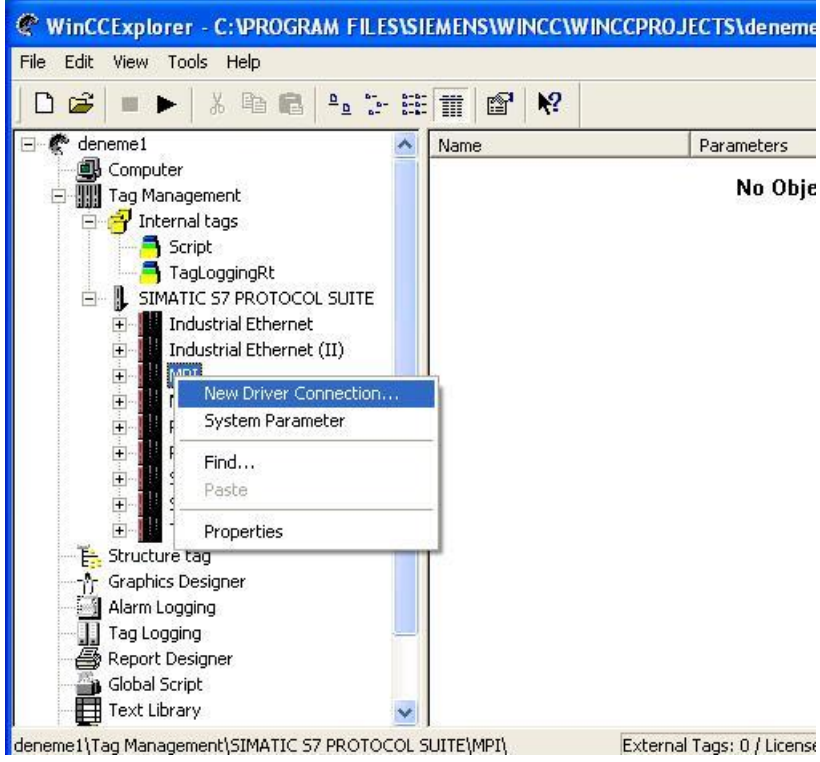 WinCCExplorer - C:\PROGRAM FILES\SIEMENS\WINCC\WINCCPROJECTS\deneme
File Edit View Tools Help
deneme1
Computer
Tag Management
Internal tags
Script
TagLoggingRt
SIMATIC S7 PROTOCOL SUITE
Industrial Ethernet
Industrial Ethernet (II)
MPI
New Driver Connection...
System Parameter
Find...
Paste
Properties
Structure tag
Graphics Designer
Alarm Logging
Tag Logging
Report Designer
Global Script
Text Library
Name Parameters
No Obje
deneme1\Tag Management\SIMATIC S7 PROTOCOL SUITE\MPI\ External Tags: 0 / License